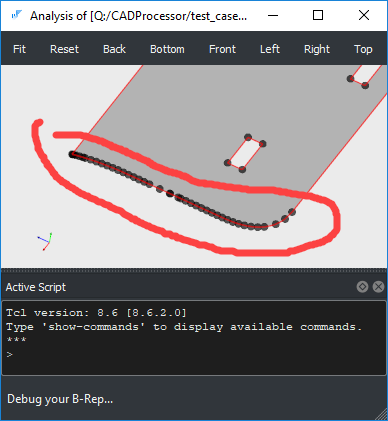 Analysis of [Q:/CADProcessor/test_case...
Fit Reset Back Bottom Front Left Right Top
Active Script
Tcl version: 8.6 [8.6.2.0]
Type 'show-commands' to display available commands.
***
>
Debug your B-Rep...